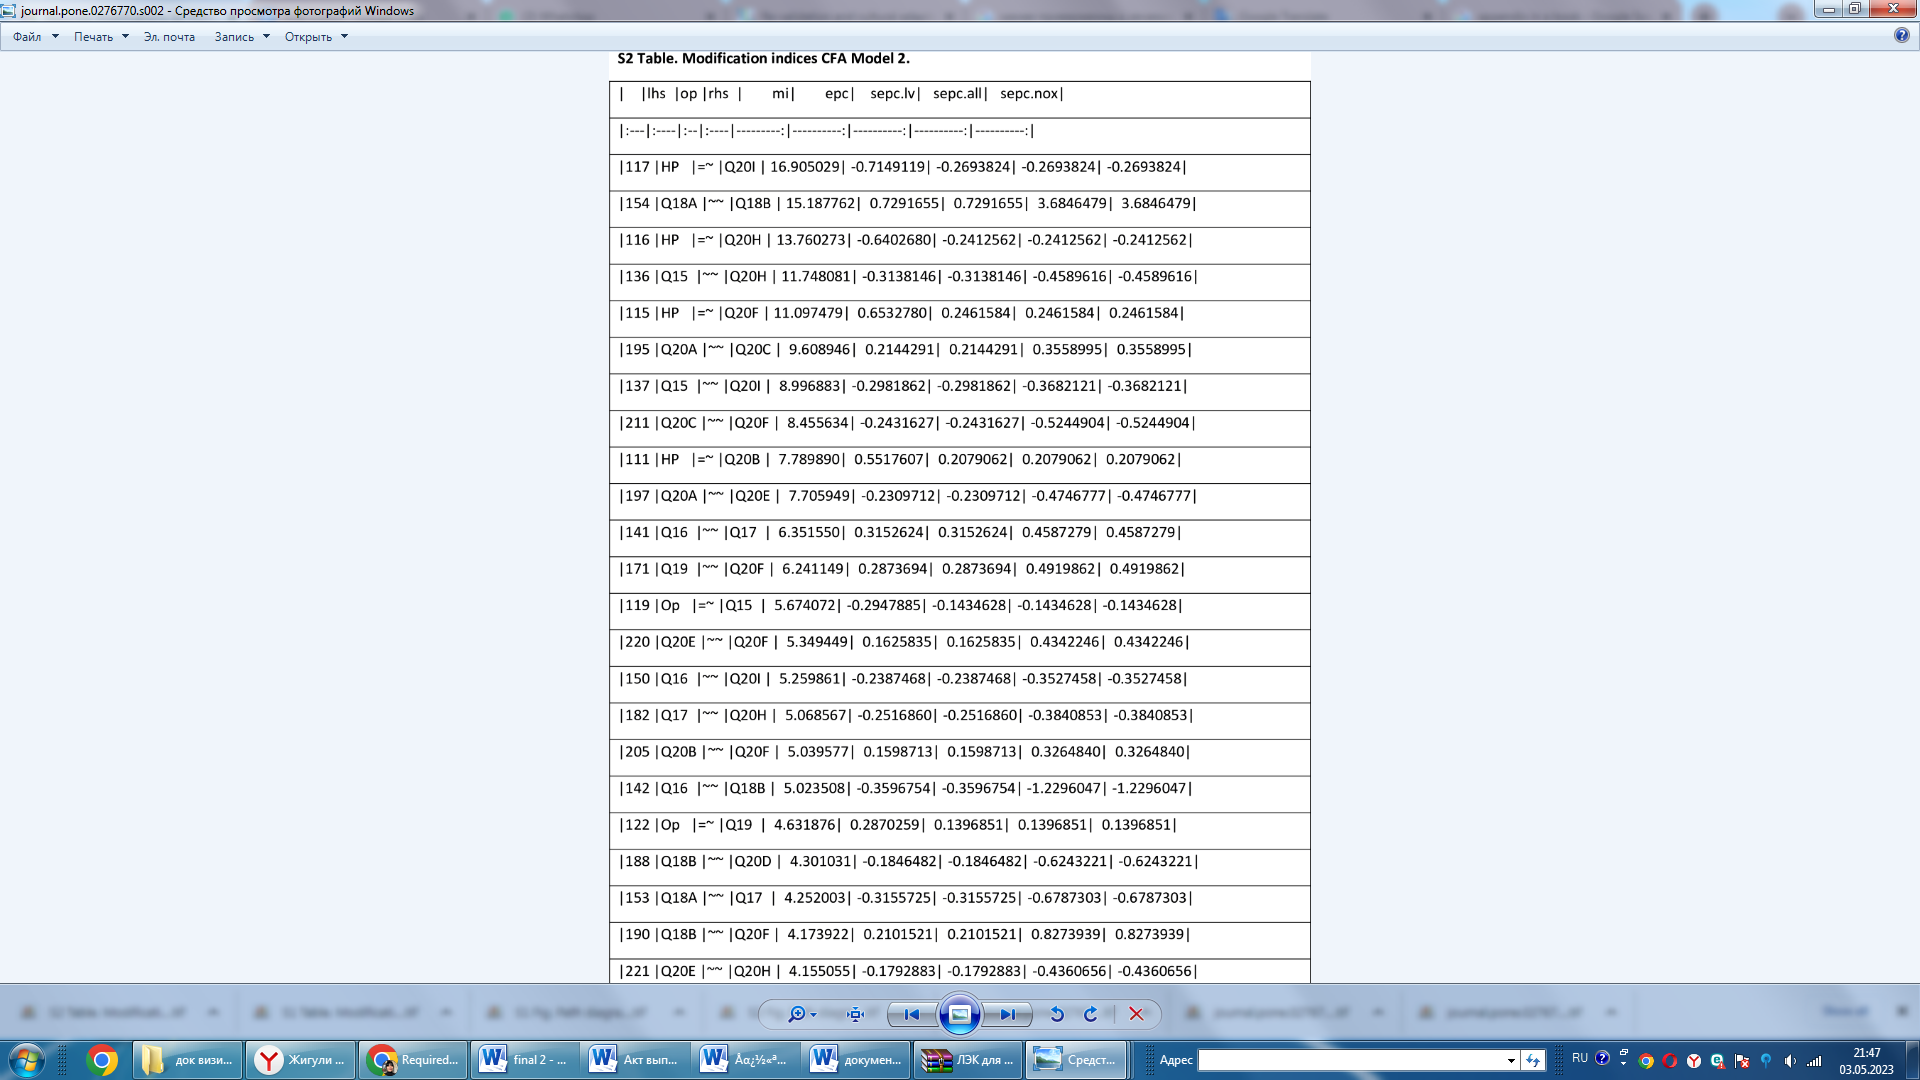 journal.pone.0276770.s002 - Средство просмотра фотографий Windows
Файл Печать Эл. почта Запись Открыть
S2 Table. Modification indices CFA Model 2.
| |lhs |op |rhs | mi| epc| sepc.lv| sepc.all| sepc.nox|
|:---|:----|:--|:----|---------:|----------:|----------:|----------:|----------:|
|117 |HP |=~ |Q20I | 16.905029| -0.7149119| -0.2693824| -0.2693824| -0.2693824|
|154 |Q18A |~~ |Q18B | 15.187762| 0.7291655| 0.7291655| 3.6846479| 3.6846479|
|116 |HP |=~ |Q20H | 13.760273| -0.6402680| -0.2412562| -0.2412562| -0.2412562|
|136 |Q15 |~~ |Q20H | 11.748081| -0.3138146| -0.3138146| -0.4589616| -0.4589616|
|115 |HP |=~ |Q20F | 11.097479| 0.6532780| 0.2461584| 0.2461584| 0.2461584|
|195 |Q20A |~~ |Q20C | 9.608946| 0.2144291| 0.2144291| 0.3558995| 0.3558995|
|137 |Q15 |~~ |Q20I | 8.996883| -0.2981862| -0.2981862| -0.3682121| -0.3682121|
|211 |Q20C |~~ |Q20F | 8.455634| -0.2431627| -0.2431627| -0.5244904| -0.5244904|
|111 |HP |=~ |Q20B | 7.789890| 0.5517607| 0.2079062| 0.2079062| 0.2079062|
|197 |Q20A |~~ |Q20E | 7.705949| -0.2309712| -0.2309712| -0.4746777| -0.4746777|
|141 |Q16 |~~ |Q17 | 6.351550| 0.3152624| 0.3152624| 0.4587279| 0.4587279|
|171 |Q19 |~~ |Q20F | 6.241149| 0.2873694| 0.2873694| 0.4919862| 0.4919862|
|119 |Op |=~ |Q15 | 5.674072| -0.2947885| -0.1434628| -0.1434628| -0.1434628|
|220 |Q20E |~~ |Q20F | 5.349449| 0.1625835| 0.1625835| 0.4342246| 0.4342246|
|150 |Q16 |~~ |Q20I | 5.259861| -0.2387468| -0.2387468| -0.3527458| -0.3527458|
|182 |Q17 |~~ |Q20H | 5.068567| -0.2516860| -0.2516860| -0.3840853| -0.3840853|
|205 |Q20B |~~ |Q20F | 5.039577| 0.1598713| 0.1598713| 0.3264840| 0.3264840|
|142 |Q16 |~~ |Q18B | 5.023508| -0.3596754| -0.3596754| -1.2296047| -1.2296047|
|122 |Op |=~ |Q19 | 4.631876| 0.2870259| 0.1396851| 0.1396851| 0.1396851|
|188 |Q18B |~~ |Q20D | 4.301031| -0.1846482| -0.1846482| -0.6243221| -0.6243221|
|153 |Q18A |~~ |Q17 | 4.252003| -0.3155725| -0.3155725| -0.6787303| -0.6787303|
|190 |Q18B |~~ |Q20F | 4.173922| 0.2101521| 0.2101521| 0.8273939| 0.8273939|
|221 |Q20E |~~ |Q20H | 4.155055| -0.1792883| -0.1792883| -0.4360656| -0.4360656|
док визи... Жигули ... Required... final 2 - ... Акт вып... Âα¿½«ª... докумен... ЛЭК для ... Средст... Адрес RU 21:47
03.05.2023